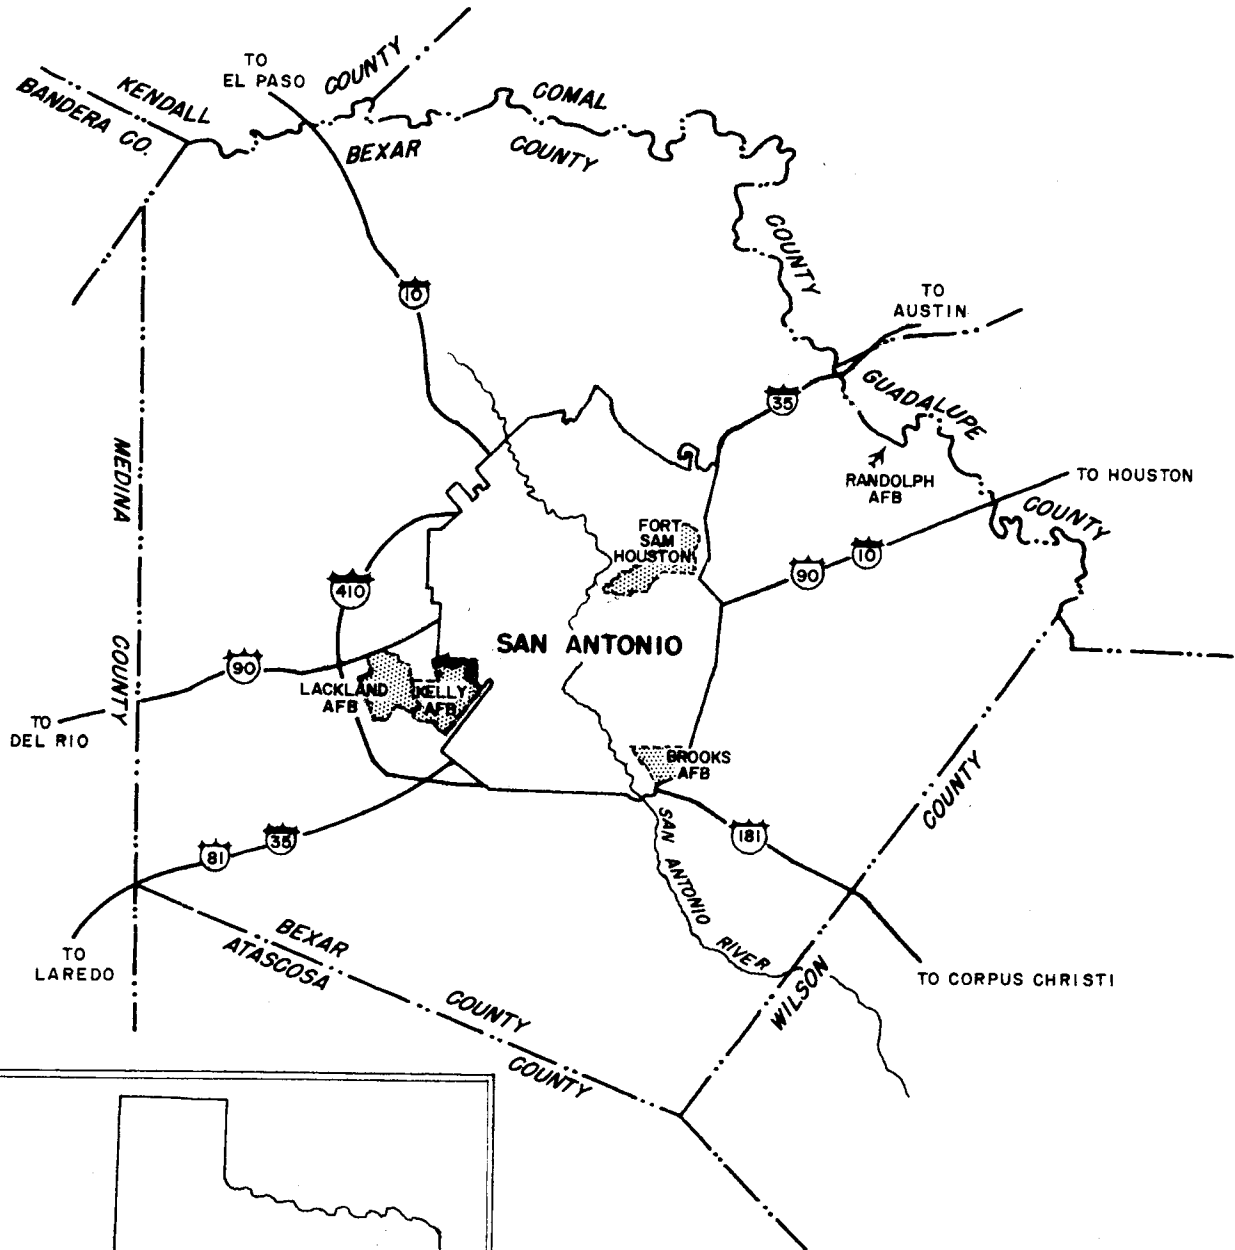 TO
EL PASO
COUNTY
KENDALL
BANDERA CO.
COMAL
BEXAR
COUNTY
COUNTY
TO
AUSTIN
10
35
GUADALUPE
MEDINA
RANDOLPH
AFB
TO HOUSTON
COUNTY
FORT
SAM
HOUSTON
10
90
410
SAN ANTONIO
COUNTY
90
LACKLAND
AFB
KELLY
AFB
TO
DEL RIO
BROOKS
AFB
COUNTY
SAN ANTONIO RIVER
181
35
81
BEXAR
ATASCOSA
TO
LAREDO
WILSON
TO CORPUS CHRISTI
COUNTY
COUNTY